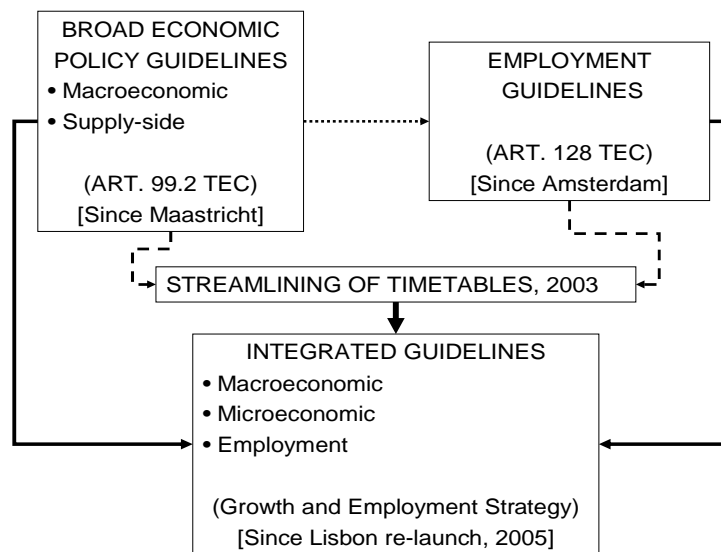 BROAD ECONOMIC
POLICY GUIDELINES
• Macroeconomic
• Supply-side
(ART. 99.2 TEC)
[Since Maastricht]
EMPLOYMENT
GUIDELINES
(ART. 128 TEC)
[Since Amsterdam]
STREAMLINING OF TIMETABLES, 2003
INTEGRATED GUIDELINES
• Macroeconomic
• Microeconomic
• Employment
(Growth and Employment Strategy)
[Since Lisbon re-launch, 2005]